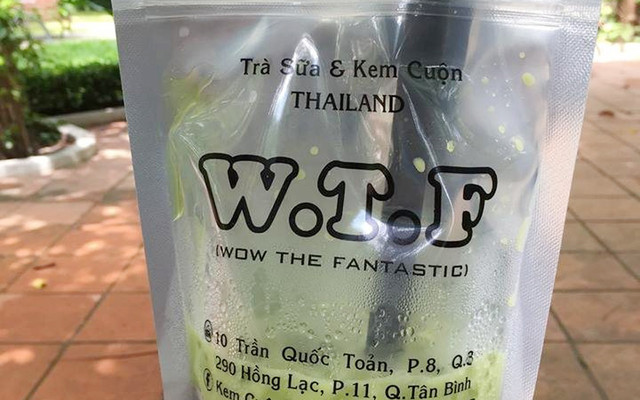 Trà Sữa & Kem Cuộn
THAILAND
W.T.F
(WOW THE FANTASTIC)
10 Trần Quốc Toản, P.8, Q.3
290 Hồng Lạc, P.11, Q.Tân Bình
Kem